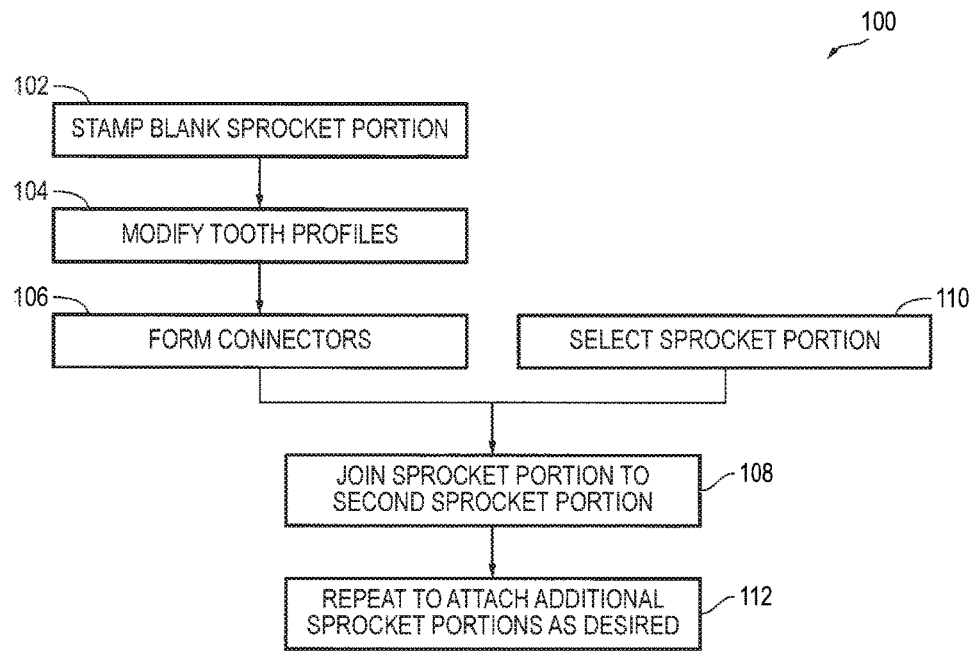 100
102
STAMP BLANK SPROCKET PORTION
104
MODIFY TOOTH PROFILES
106
FORM CONNECTORS
110
SELECT SPROCKET PORTION
JOIN SPROCKET PORTION TO
SECOND SPROCKET PORTION
108
REPEAT TO ATTACH ADDITIONAL
SPROCKET PORTIONS AS DESIRED
112